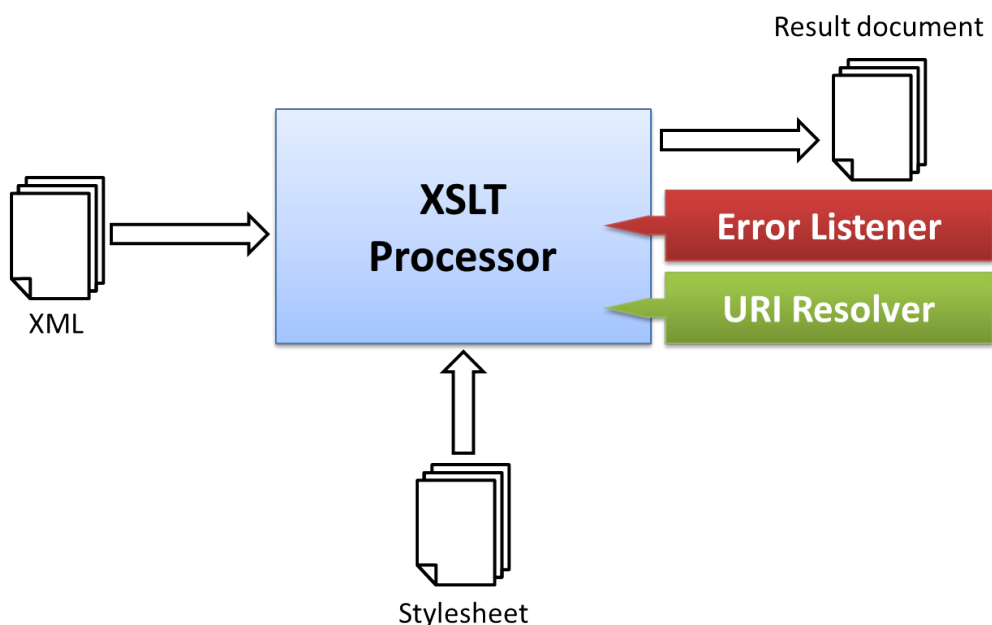 Result document
XSLT
Processor
Error Listener
URI Resolver
XML
Stylesheet